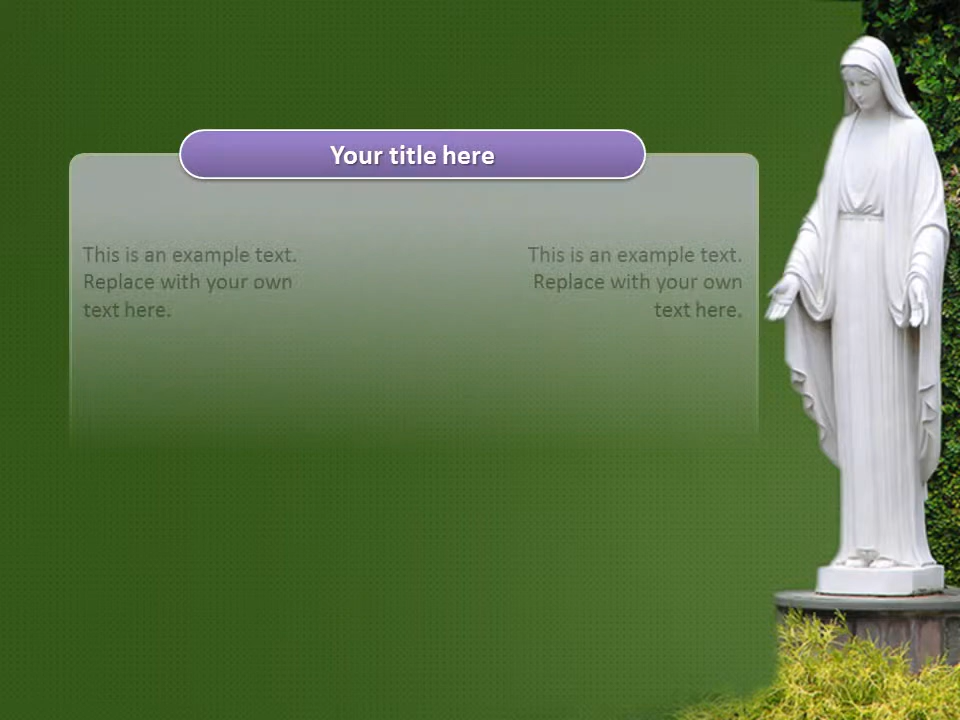 Your title here
This is an example text.
Replace with your own
text here.
This is an example text.
Replace with your own
text here.